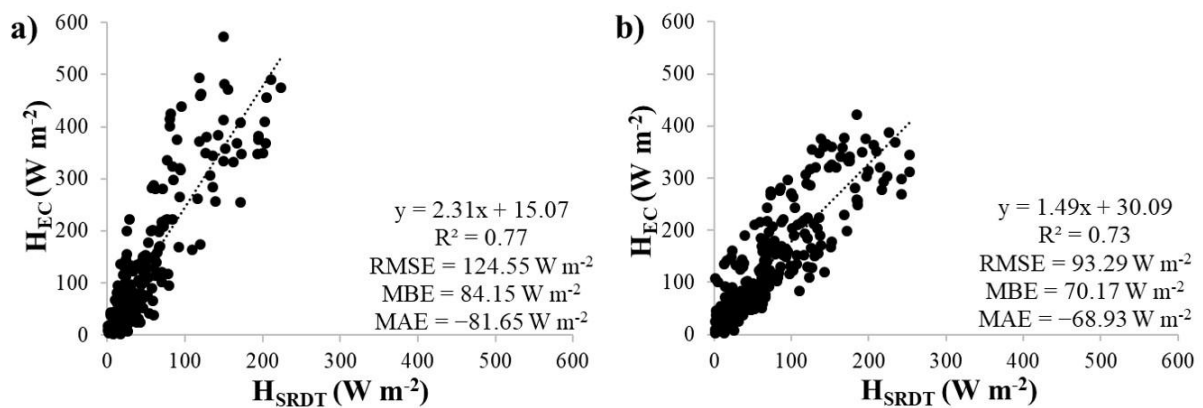 a)
H_EC (W m⁻²)
600
500
400
300
200
100
0
y = 2.31x + 15.07
R² = 0.77
RMSE = 124.55 W m⁻²
MBE = 84.15 W m⁻²
MAE = −81.65 W m⁻²
0 100 200 300 400 500 600
H_SRDT (W m⁻²)
b)
H_EC (W m⁻²)
600
500
400
300
200
100
0
y = 1.49x + 30.09
R² = 0.73
RMSE = 93.29 W m⁻²
MBE = 70.17 W m⁻²
MAE = −68.93 W m⁻²
0 100 200 300 400 500 600
H_SRDT (W m⁻²)